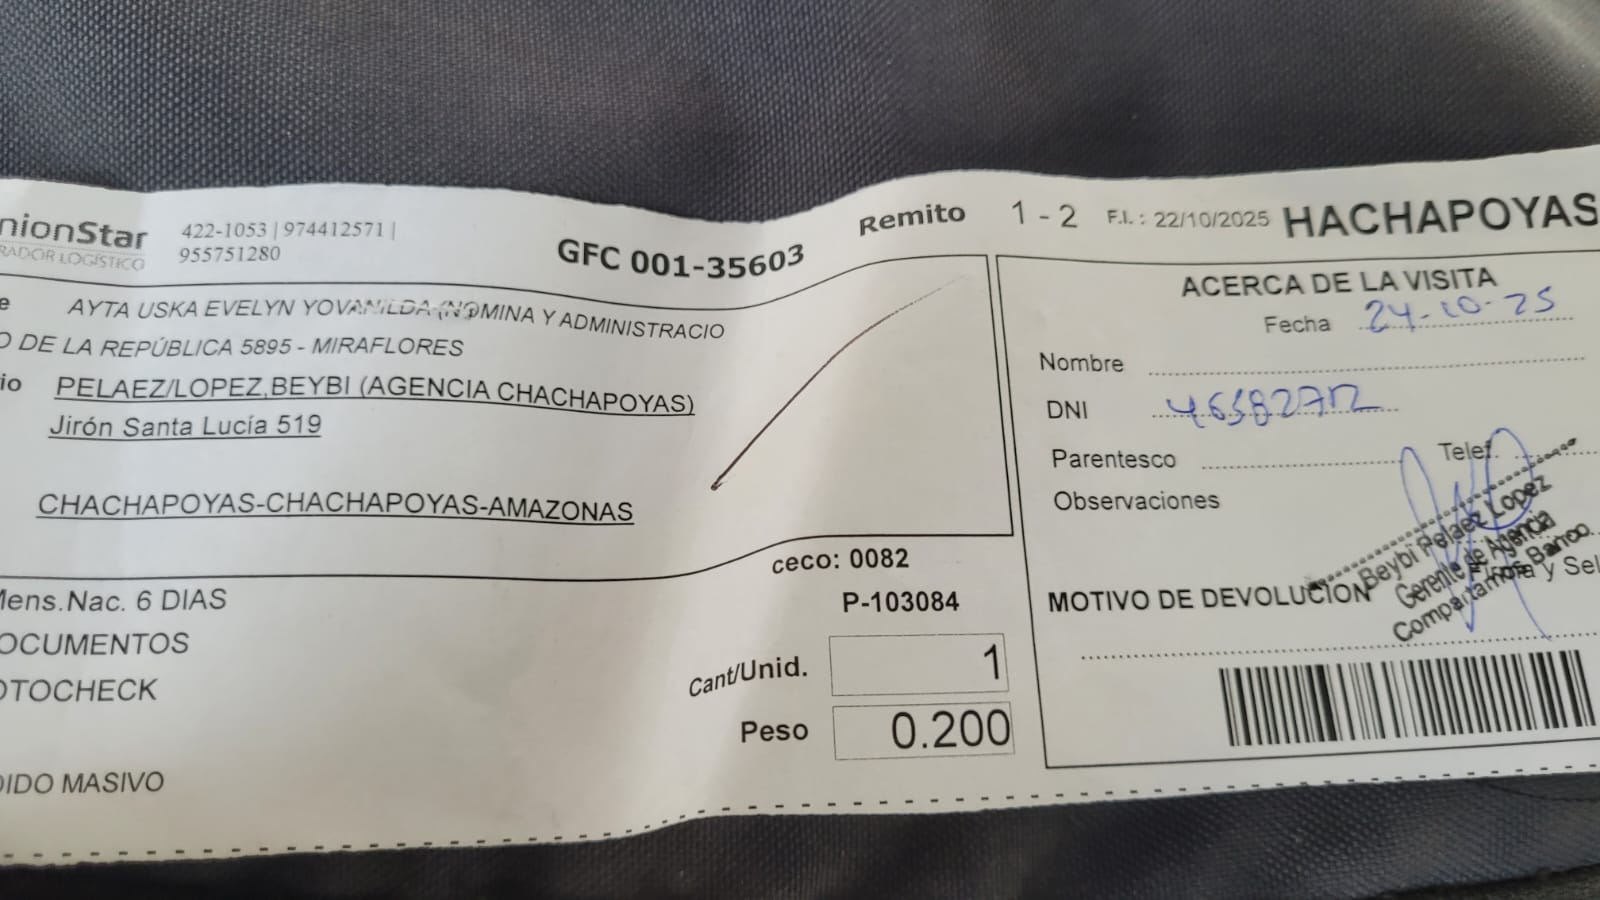 nionStar
RADOR LOGÍSTICO
422-1053 | 974412571 |
955751280
GFC 001-35603
Remito 1 - 2 F.I.: 22/10/2025 HACHAPOYAS
e AYTA USKA EVELYN YOVANILDA (NOMINA Y ADMINISTRACIO
O DE LA REPÚBLICA 5895 - MIRAFLORES
io PELAEZ/LOPEZ,BEYBI (AGENCIA CHACHAPOYAS)
Jirón Santa Lucía 519
CHACHAPOYAS-CHACHAPOYAS-AMAZONAS
ceco: 0082
Mens.Nac. 6 DIAS
P-103084
OCUMENTOS
OTOCHECK
Cant/Unid. 1
Peso 0.200
DIDO MASIVO
ACERCA DE LA VISITA
Fecha 24-10-25
Nombre
DNI
Parentesco
Telef.
Observaciones
Beybi Pelaez Lopez
Gerente de Agencia
Compartamos Banco
Firma y Sel
MOTIVO DE DEVOLUCION